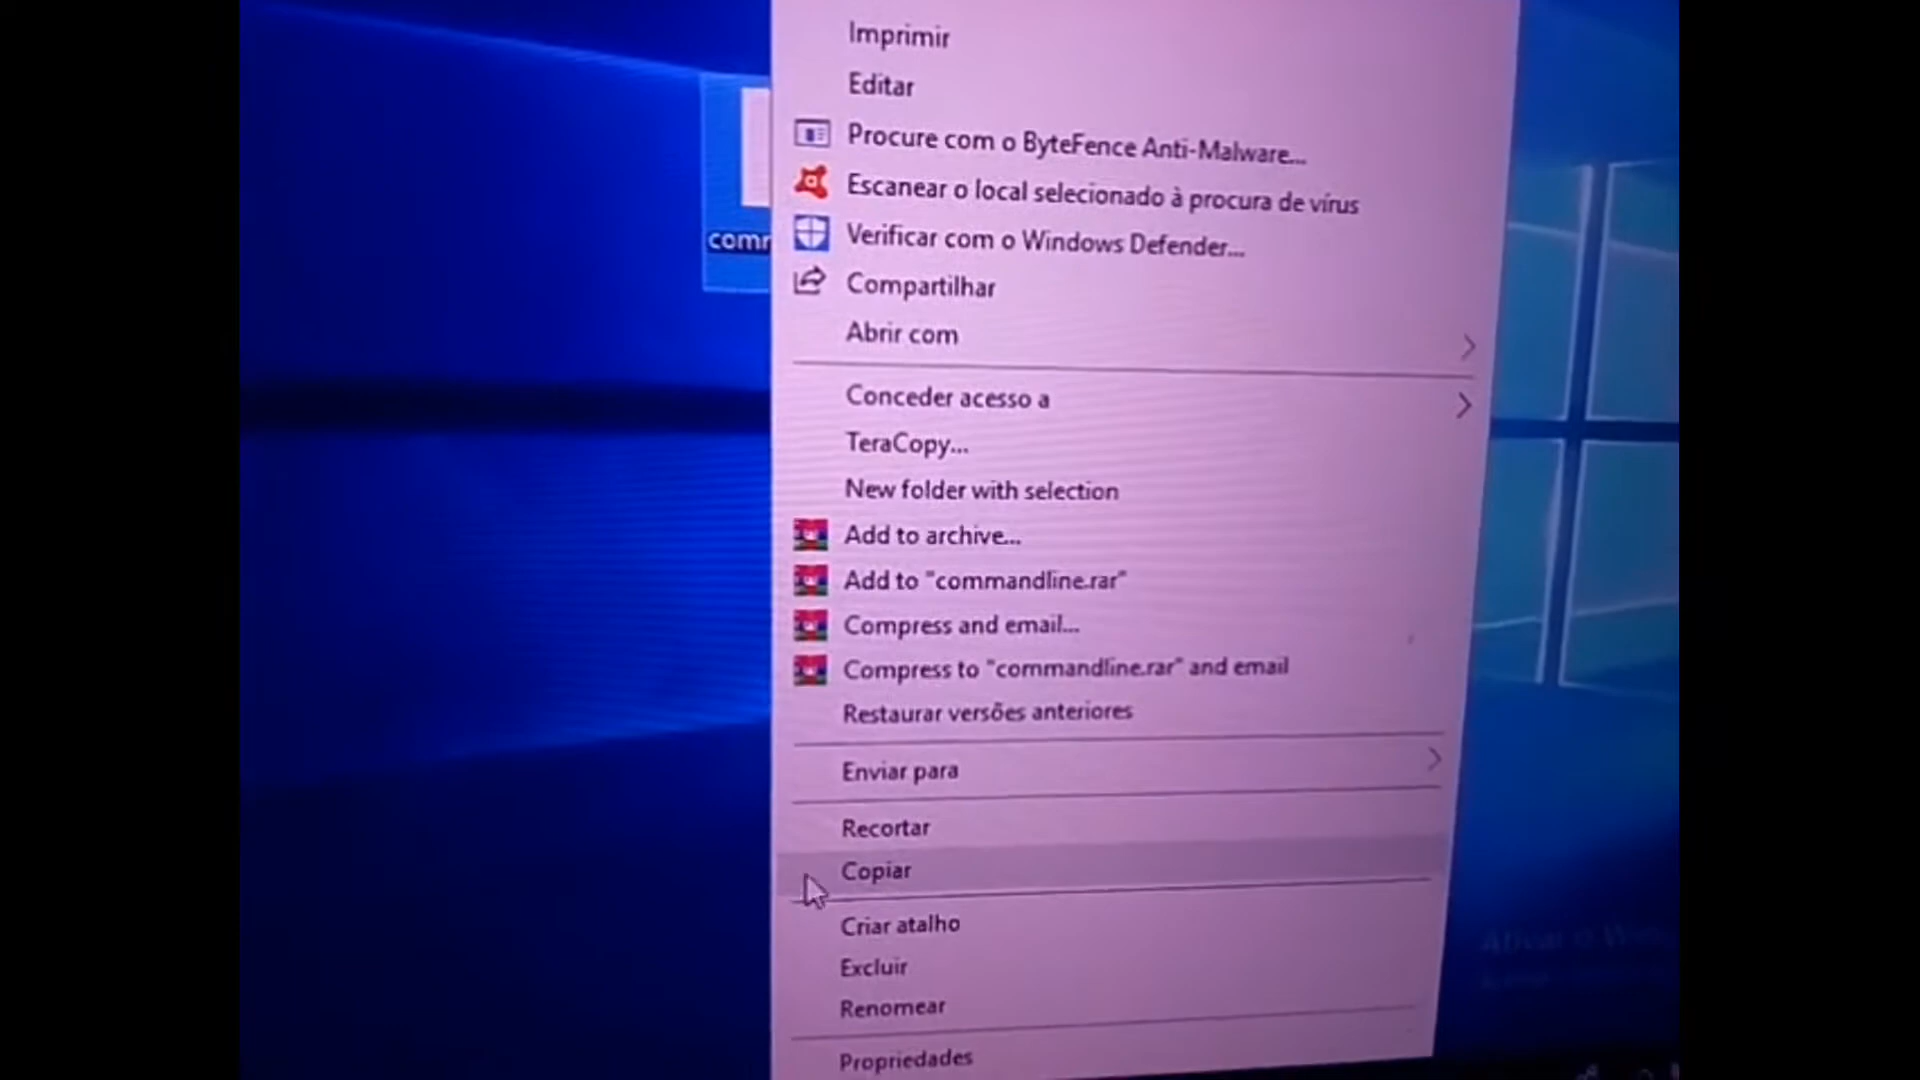 Imprimir
Editar
Procure com o ByteFence Anti-Malware...
Escanear o local selecionado à procura de vírus
Verificar com o Windows Defender...
Compartilhar
Abrir com
Conceder acesso a
TeraCopy...
New folder with selection
Add to archive...
Add to "commandline.rar"
Compress and email...
Compress to "commandline.rar" and email
Restaurar versões anteriores
Enviar para
Recortar
Copiar
Criar atalho
Excluir
Renomear
Propriedades